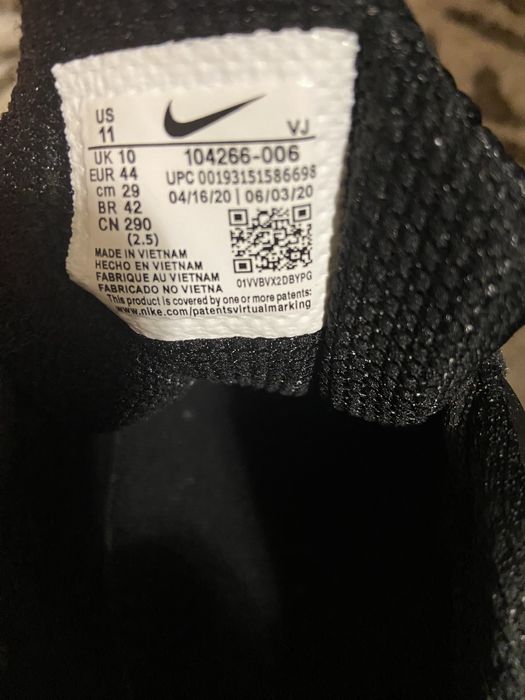 US
11
VJ
UK 10
EUR 44
cm 29
BR 42
CN 290
(2.5)
104266-006
UPC 00193151586698
04/16/20 | 06/03/20
01VVBVX2DBYPG
MADE IN VIETNAM
HECHO EN VIETNAM
FABRIQUE AU VIETNAM
FABRICADO NO VIETNA
This product is covered by one or more patents:
www.nike.com/patentsvirtualmarking